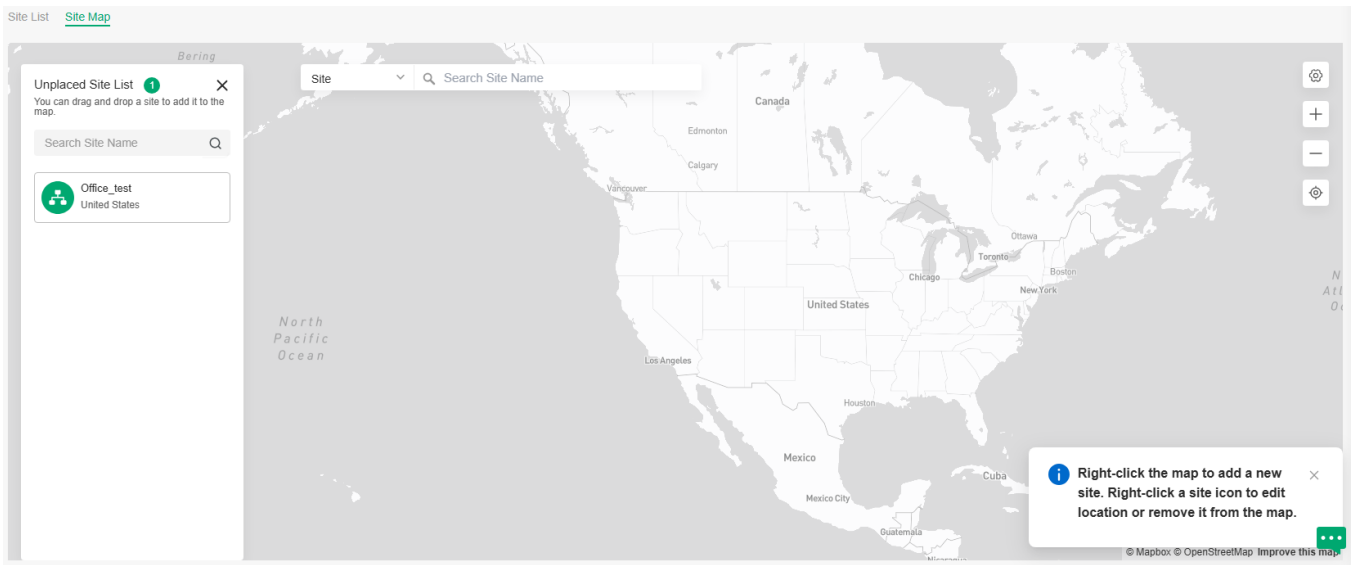 Site List Site Map
Bering
Unplaced Site List 1
You can drag and drop a site to add it to the
map.
Search Site Name
Office_test
United States
Site
Search Site Name
Canada
Edmonton
Calgary
Vancouver
Ottawa
Toronto
Boston
Chicago
New York
United States
Los Angeles
Houston
Mexico
Mexico City
Cuba
Guatemala
Nicaragua
North
Pacific
Ocean
N
Atl
O
Right-click the map to add a new
site. Right-click a site icon to edit
location or remove it from the map.
© Mapbox © OpenStreetMap Improve this map